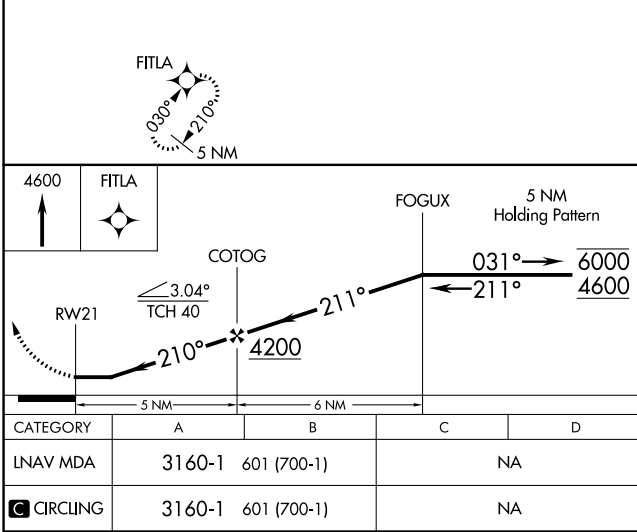 FITLA
030°
210°
5 NM
4600
FITLA
FOGUX
5 NM
Holding Pattern
COTOG
031°
6000
211°
4600
3.04°
TCH 40
211°
RW21
210°
4200
5 NM
6 NM
CATEGORY A B C D
LNAV MDA 3160-1 601 (700-1) NA
C CIRCLING 3160-1 601 (700-1) NA